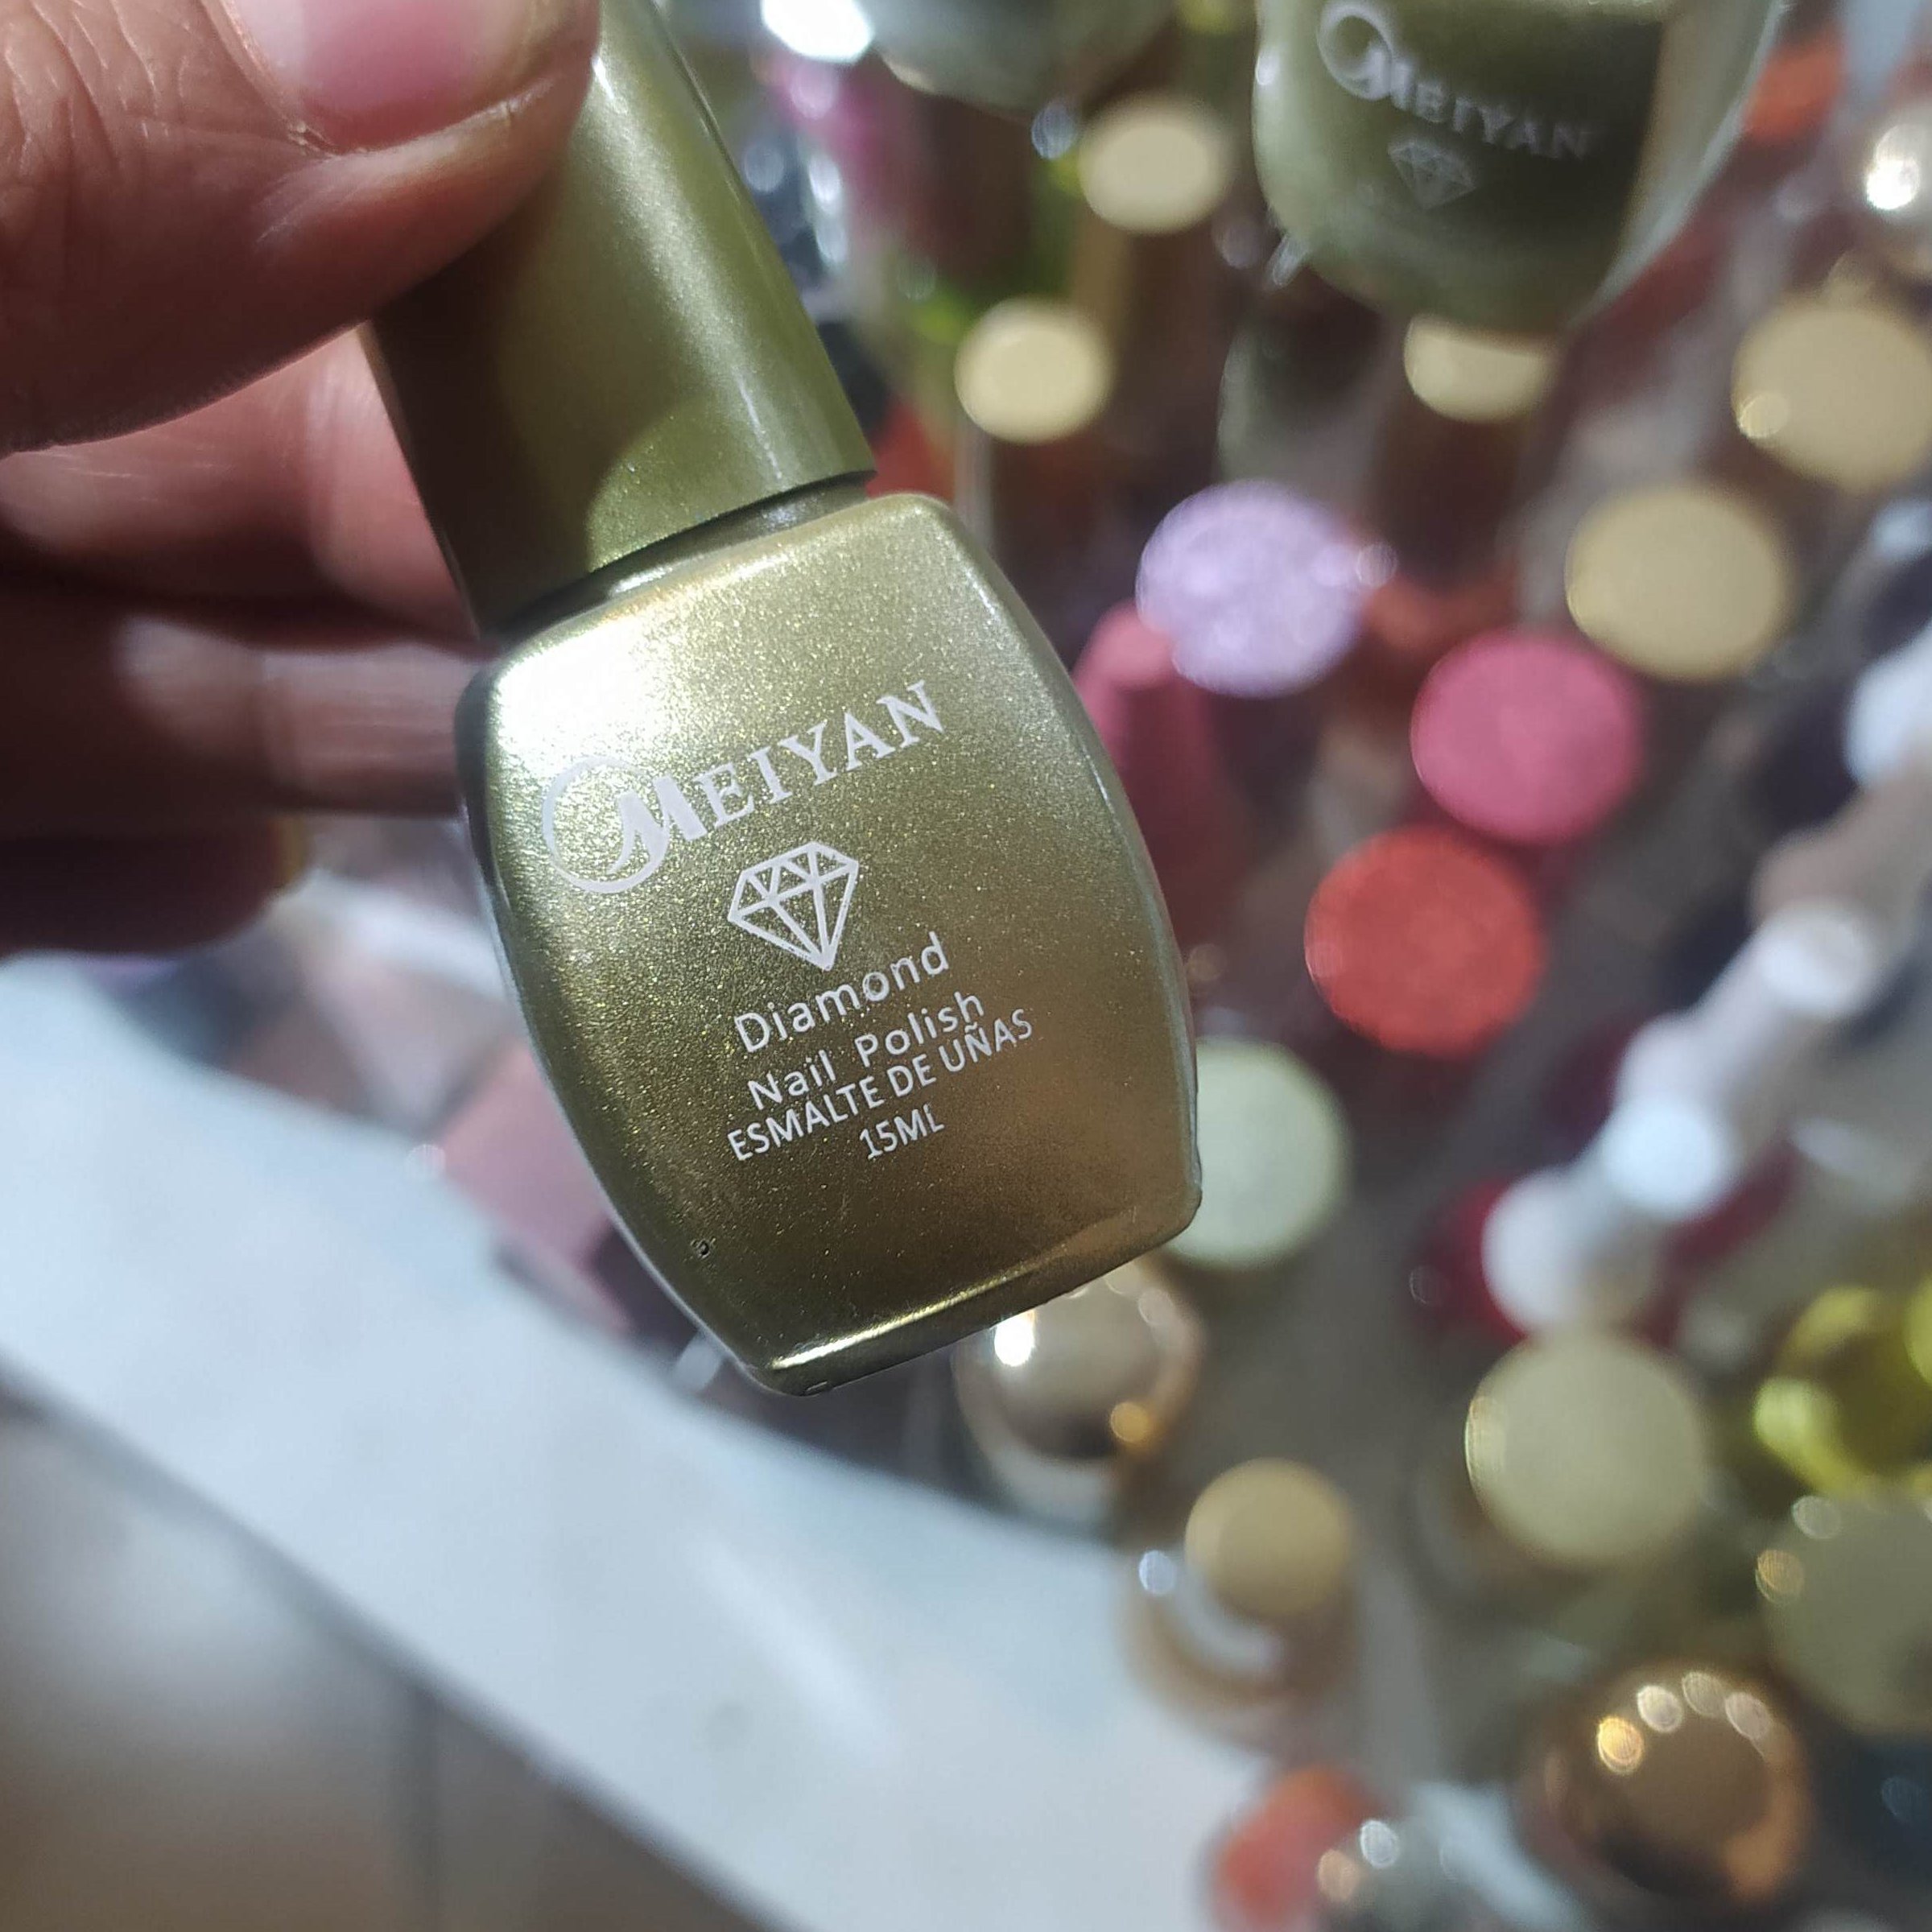 MEIYAN
Diamond
Nail Polish
ESMALTE DE UÑAS
15ML
MEIYAN